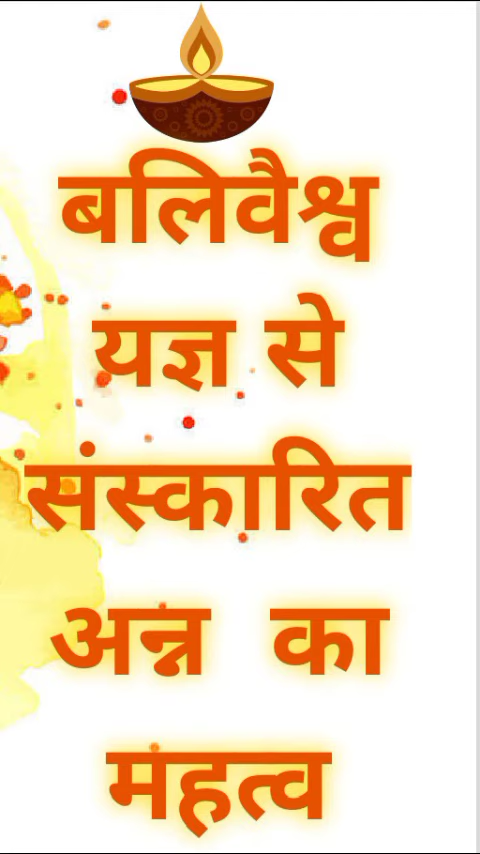 बलिवैश्व
यज्ञ से
संस्कारित
अन्न का
महत्व